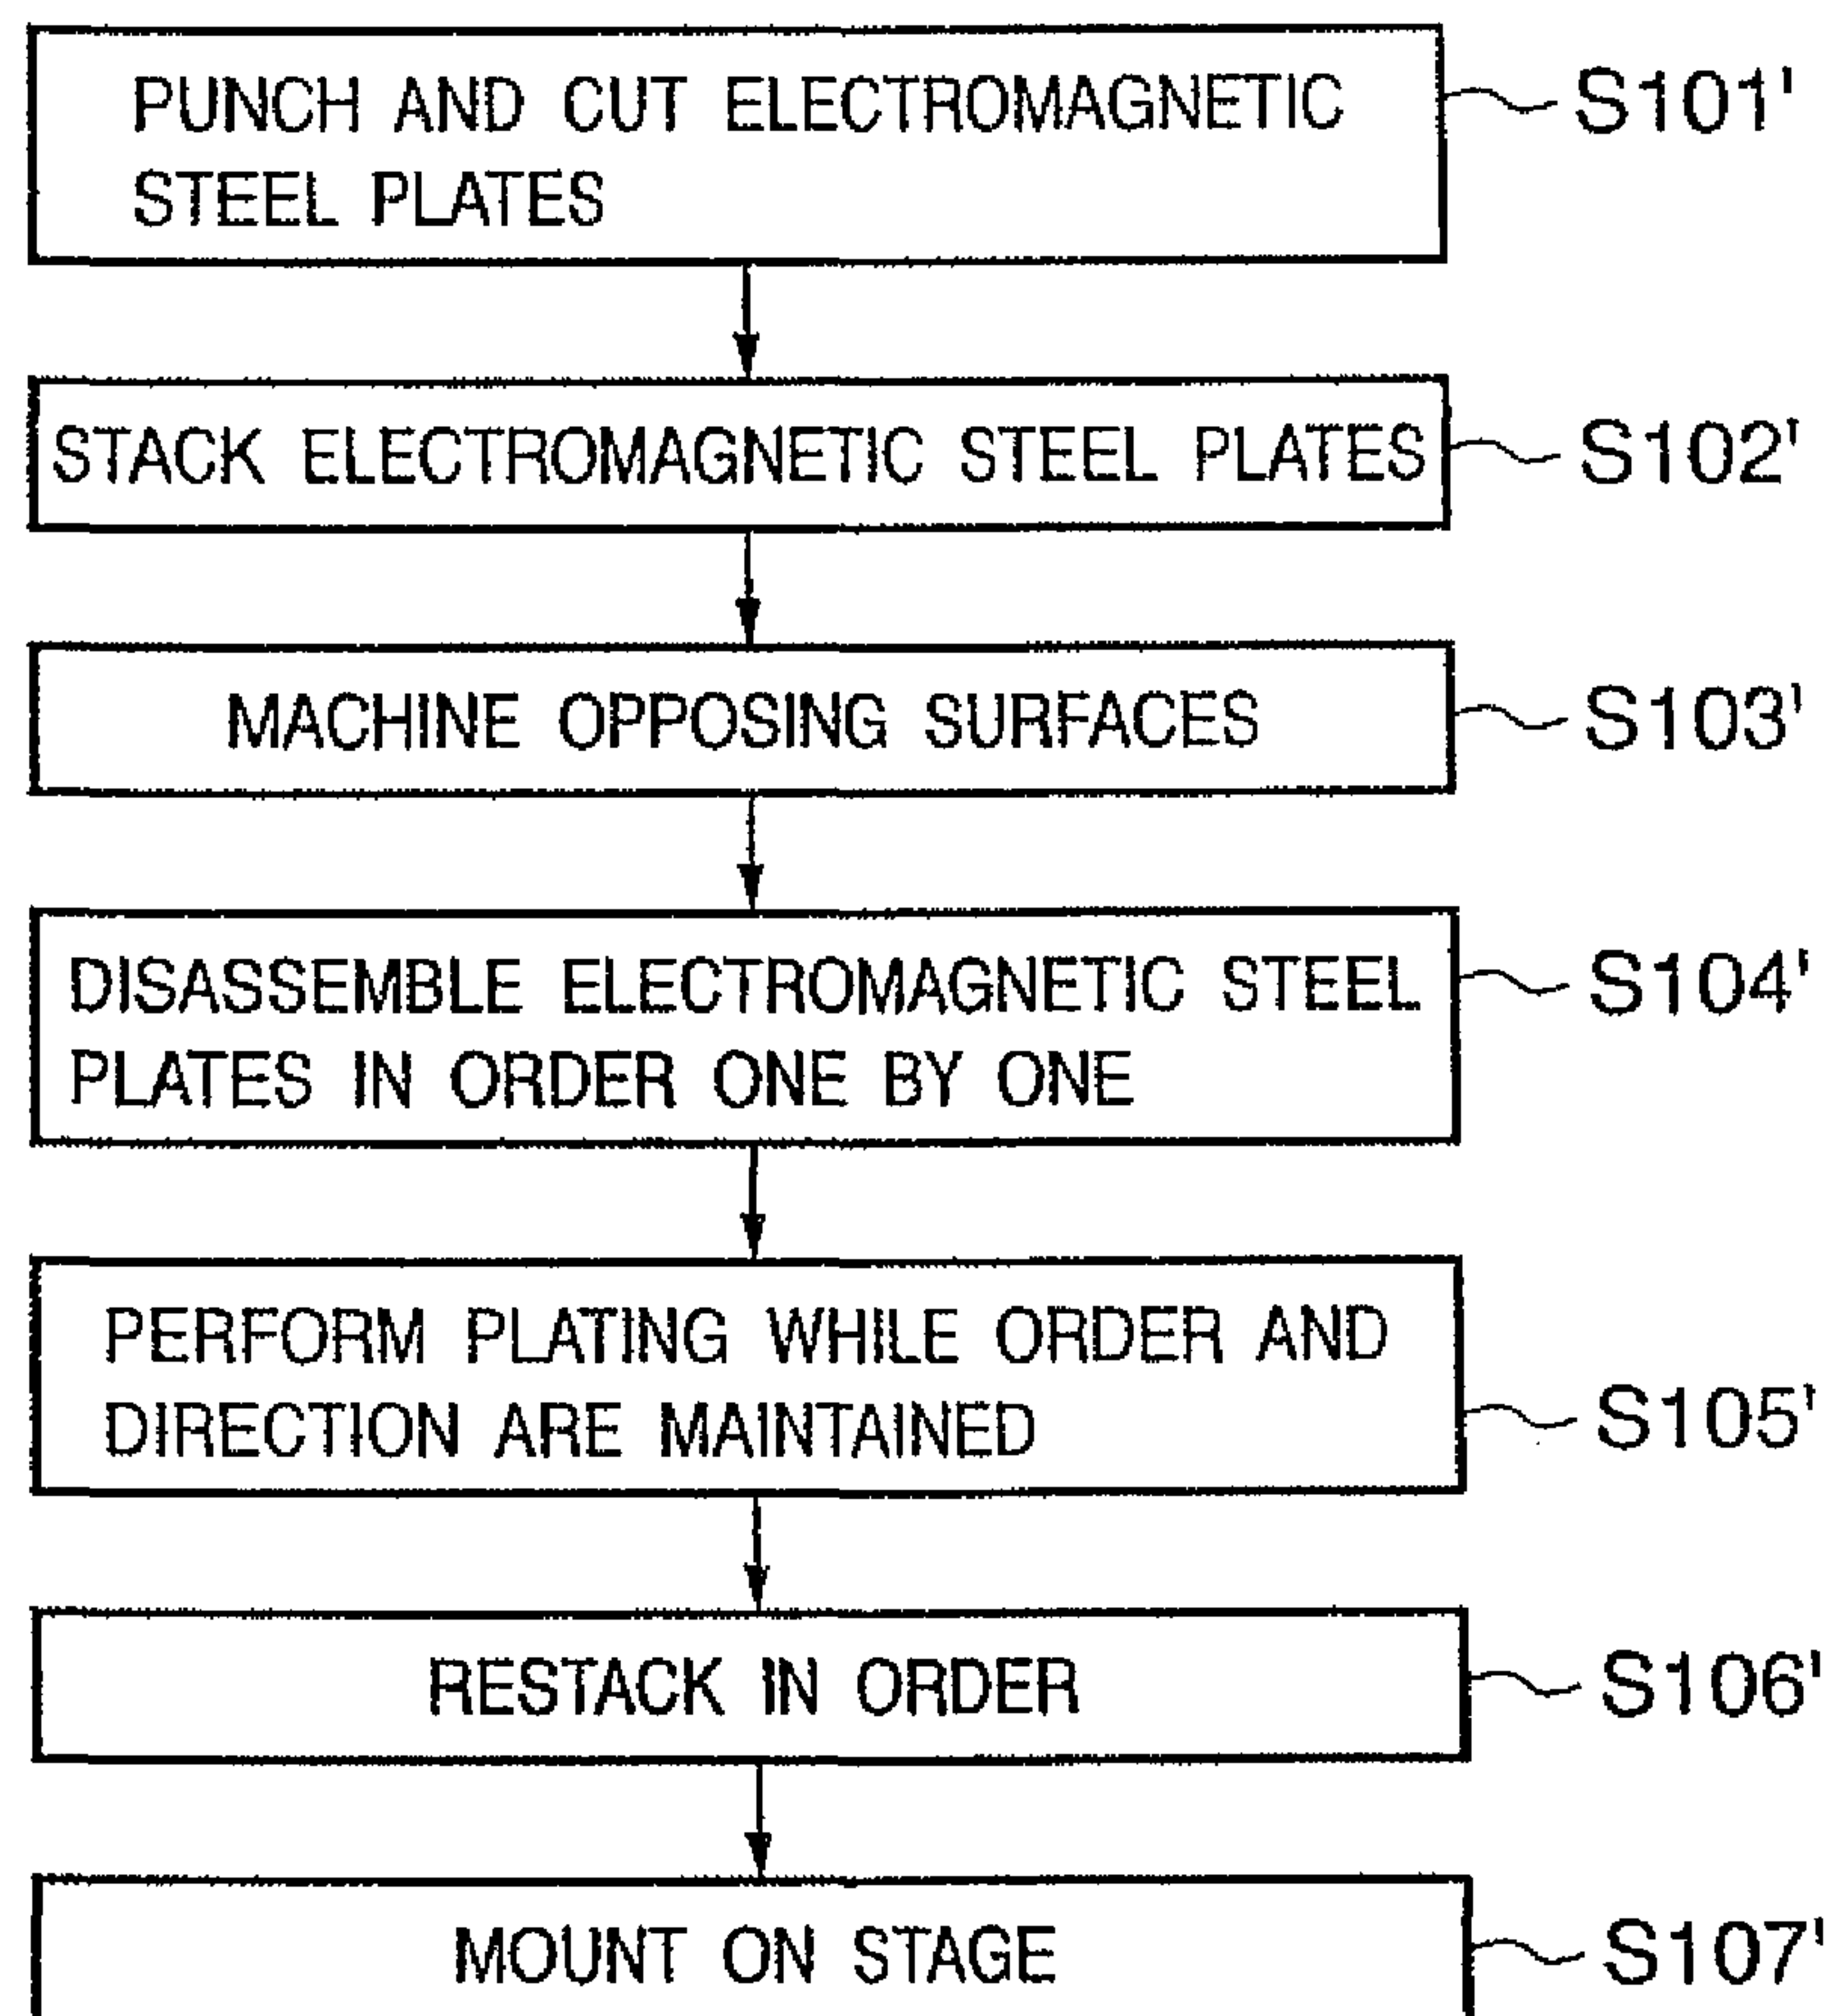 PUNCH AND CUT ELECTROMAGNETIC
STEEL PLATES
S101'
STACK ELECTROMAGNETIC STEEL PLATES
S102'
MACHINE OPPOSING SURFACES
S103'
DISASSEMBLE ELECTROMAGNETIC STEEL
PLATES IN ORDER ONE BY ONE
S104'
PERFORM PLATING WHILE ORDER AND
DIRECTION ARE MAINTAINED
S105'
RESTACK IN ORDER
S106'
MOUNT ON STAGE
S107'